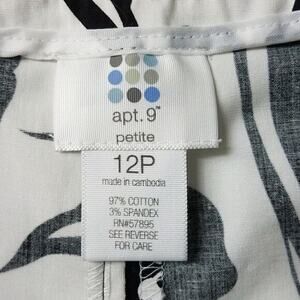 apt. 9™
petite
12P
made in cambodia
97% COTTON
3% SPANDEX
RN#57895
SEE REVERSE
FOR CARE